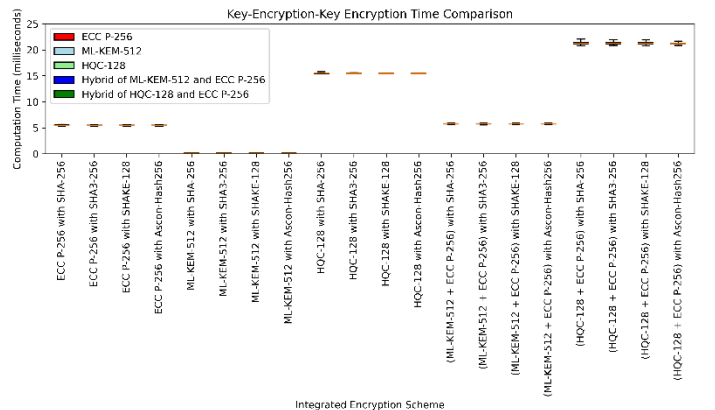 Key-Encryption-Key Encryption Time Comparison
Computation Time (milliseconds)
25
20
15
10
5
0
ECC P-256
ML-KEM-512
HQC-128
Hybrid of ML-KEM-512 and ECC P-256
Hybrid of HQC-128 and ECC P-256
ECC P-256 with SHA-256
ECC P-256 with SHA3-256
ECC P-256 with SHAKE-128
ECC P-256 with Ascon-Hash256
ML-KEM-512 with SHA-256
ML-KEM-512 with SHA3-256
ML-KEM-512 with SHAKE-128
ML-KEM-512 with Ascon-Hash256
HQC-128 with SHA-256
HQC-128 with SHA3-256
HQC-128 with SHAKE-128
HQC-128 with Ascon-Hash256
(ML-KEM-512 + ECC P-256) with SHA-256
(ML-KEM-512 + ECC P-256) with SHA3-256
(ML-KEM-512 + ECC P-256) with SHAKE-128
(ML-KEM-512 + ECC P-256) with Ascon-Hash256
(HQC-128 + ECC P-256) with SHA-256
(HQC-128 + ECC P-256) with SHA3-256
(HQC-128 + ECC P-256) with SHAKE-128
(HQC-128 + ECC P-256) with Ascon-Hash256
Integrated Encryption Scheme